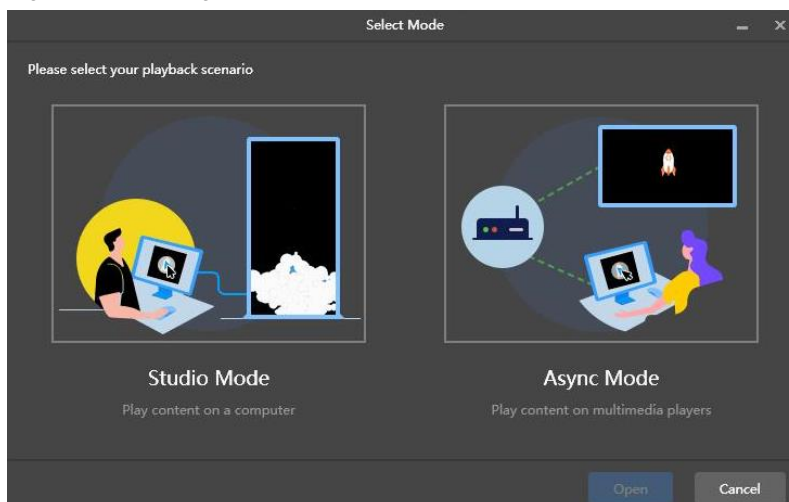 Select Mode
Please select your playback scenario
Studio Mode
Async Mode
Play content on a computer
Play content on multimedia players
Open
Cancel